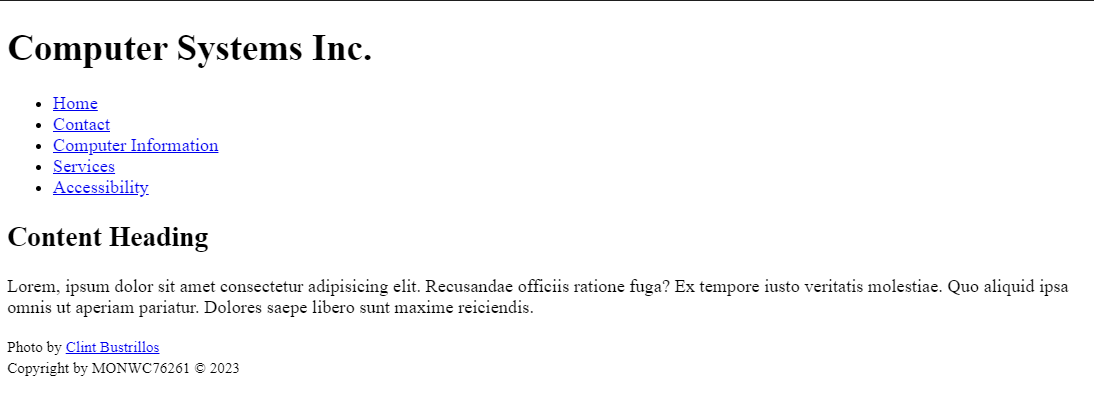 Computer Systems Inc.
Home
Contact
Computer Information
Services
Accessibility
Content Heading
Lorem, ipsum dolor sit amet consectetur adipisicing elit. Recusandae officiis ratione fuga? Ex tempore iusto veritatis molestiae. Quo aliquid ipsa
omnis ut aperiam pariatur. Dolores saepe libero sunt maxime reiciendis.
Photo by Clint Bustrillos
Copyright by MONWC76261 © 2023